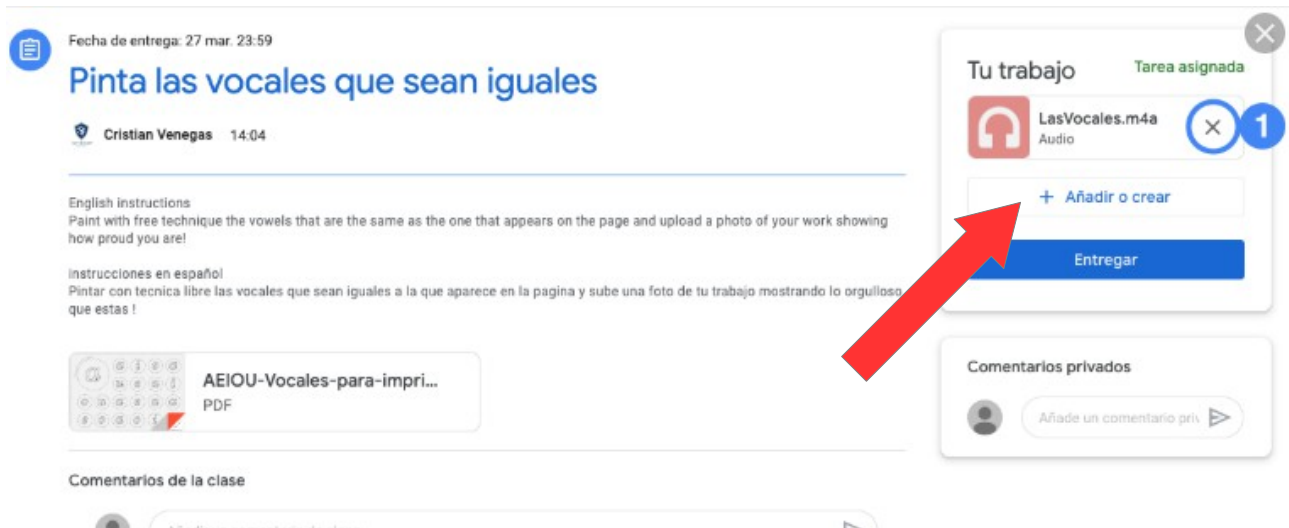 Fecha de entrega: 27 mar. 23:59
Pinta las vocales que sean iguales
Cristian Venegas 14:04
English instructions
Paint with free technique the vowels that are the same as the one that appears on the page and upload a photo of your work showing
how proud you are!
Instrucciones en español
Pintar con tecnica libre las vocales que sean iguales a la que aparece en la pagina y sube una foto de tu trabajo mostrando lo orgulloso
que estas !
AEIOU-Vocales-para-impri...
PDF
Comentarios de la clase
Tu trabajo
Tarea asignada
LasVocales.m4a
Audio
1
+ Añadir o crear
Entregar
Comentarios privados
Añade un comentario priv